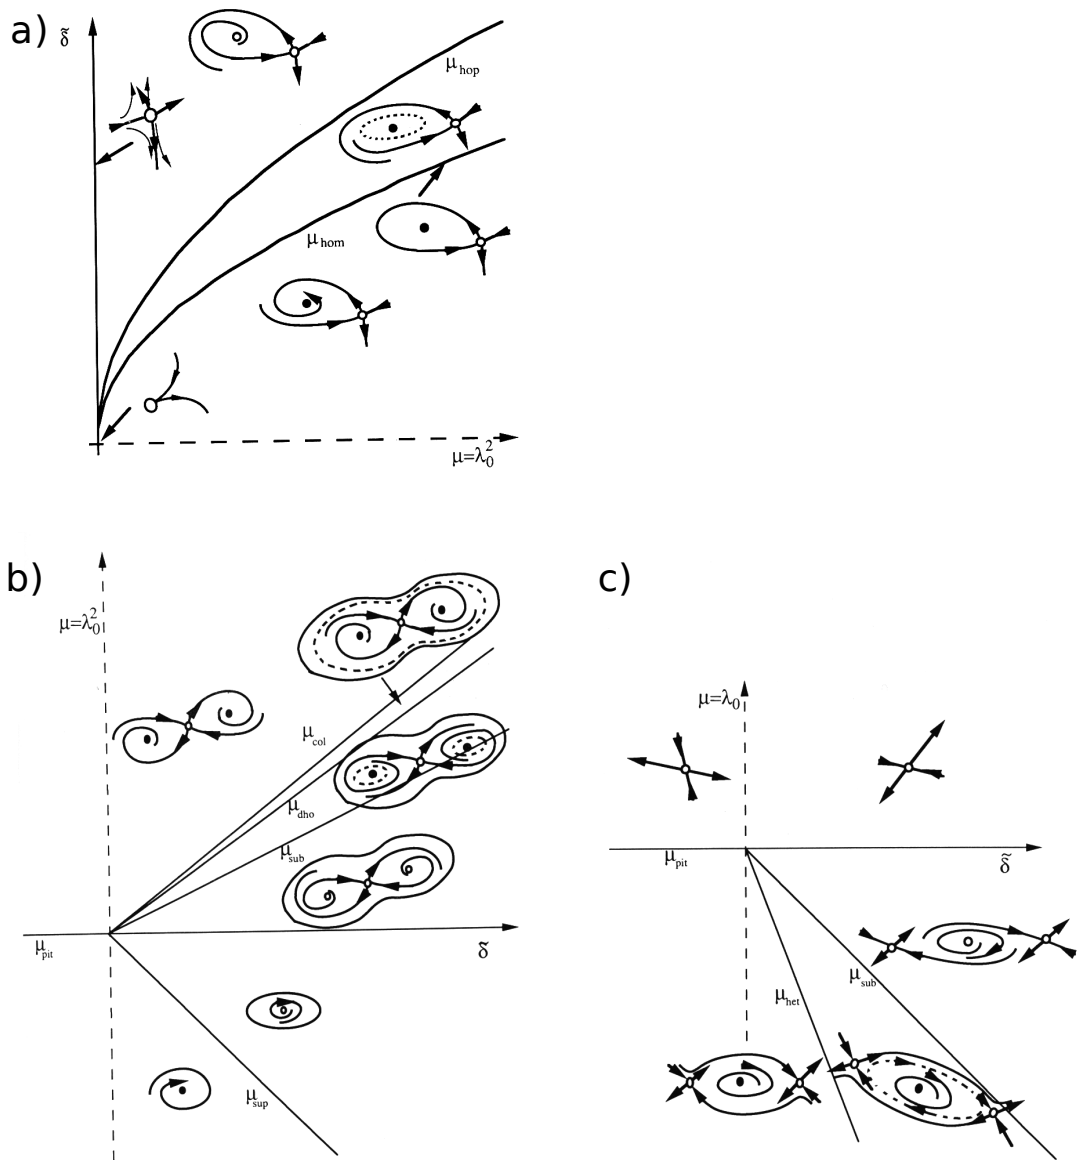 a)
δ̃
μhop
μhom
μ=λ₀²
b)
c)
μ=λ₀²
μcol
μdho
μsub
μpit
δ̃
μsup
μ=λ₀
μpit
δ̃
μsub
μhet